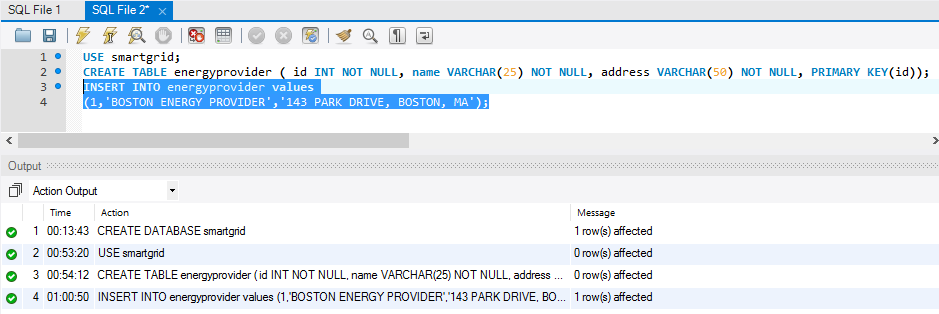 SQL File 1 SQL File 2*
1 USE smartgrid;
2 CREATE TABLE energyprovider ( id INT NOT NULL, name VARCHAR(25) NOT NULL, address VARCHAR(50) NOT NULL, PRIMARY KEY(id));
3 INSERT INTO energyprovider values
4 (1,'BOSTON ENERGY PROVIDER','143 PARK DRIVE, BOSTON, MA');
Output
Action Output
Time Action Message
1 00:13:43 CREATE DATABASE smartgrid 1 row(s) affected
2 00:53:20 USE smartgrid 0 row(s) affected
3 00:54:12 CREATE TABLE energyprovider ( id INT NOT NULL, name VARCHAR(25) NOT NULL, address ... 0 row(s) affected
4 01:00:50 INSERT INTO energyprovider values (1,'BOSTON ENERGY PROVIDER','143 PARK DRIVE, BO... 1 row(s) affected